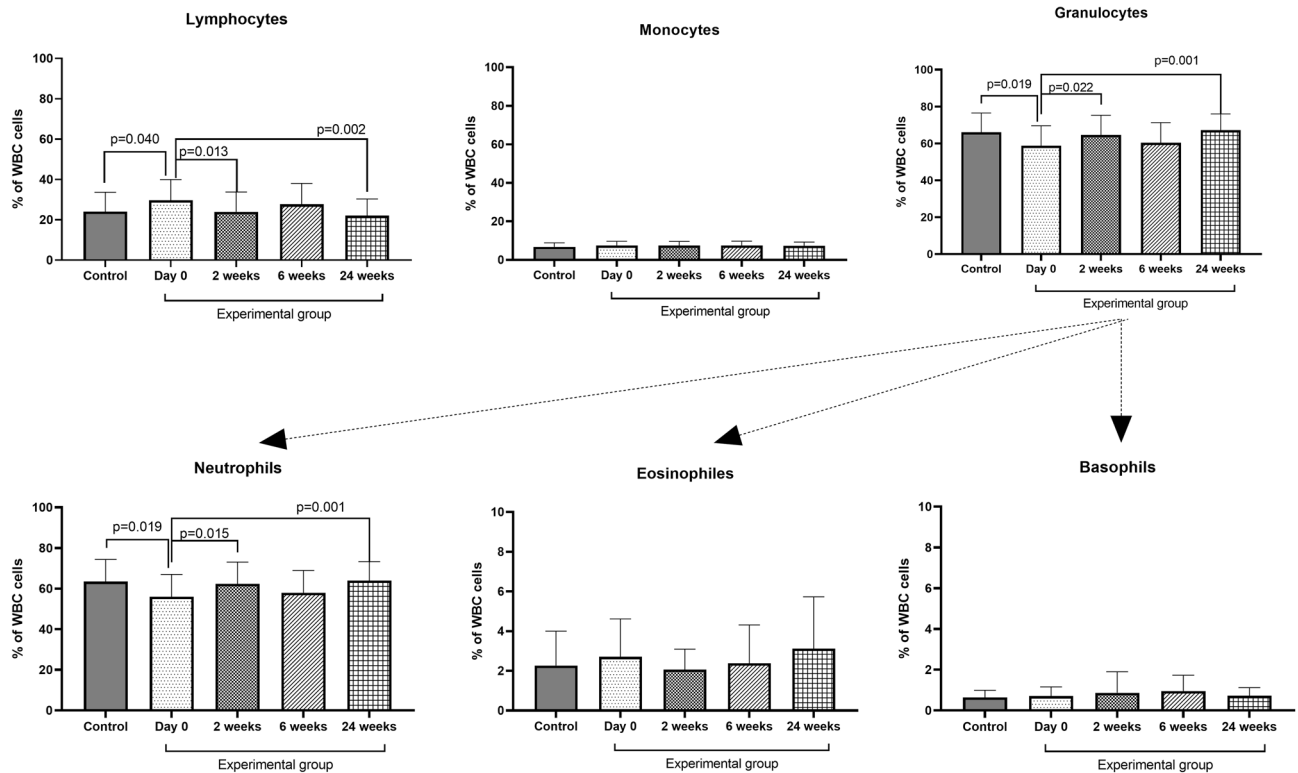 Lymphocytes
% of WBC cells
100
80
60
40
20
0
p=0.040
p=0.013
p=0.002
Control
Day 0
2 weeks
6 weeks
24 weeks
Experimental group
Monocytes
% of WBC cells
100
80
60
40
20
0
Control
Day 0
2 weeks
6 weeks
24 weeks
Experimental group
Granulocytes
% of WBC cells
100
80
60
40
20
0
p=0.019
p=0.022
p=0.001
Control
Day 0
2 weeks
6 weeks
24 weeks
Experimental group
Neutrophils
% of WBC cells
100
80
60
40
20
0
p=0.019
p=0.015
p=0.001
Control
Day 0
2 weeks
6 weeks
24 weeks
Experimental group
Eosinophiles
% of WBC cells
10
8
6
4
2
0
Control
Day 0
2 weeks
6 weeks
24 weeks
Experimental group
Basophils
% of WBC cells
10
8
6
4
2
0
Control
Day 0
2 weeks
6 weeks
24 weeks
Experimental group